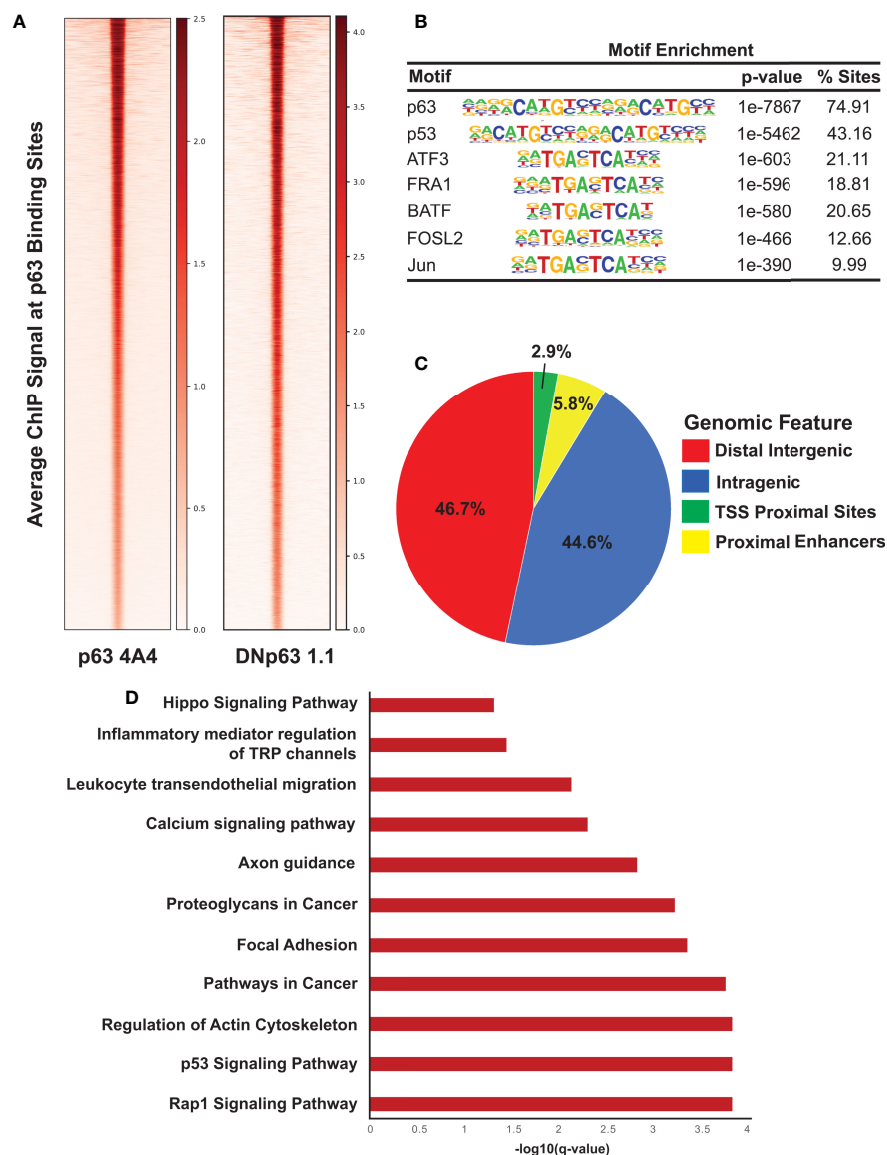 A
Average ChIP Signal at p63 Binding Sites
2.5
2.0
1.5
1.0
0.5
0.0
4.0
3.5
3.0
2.5
2.0
1.5
1.0
0.5
0.0
p63 4A4
DNp63 1.1
B
Motif Enrichment
Motif p-value % Sites
p63 1e-7867 74.91
p53 1e-5462 43.16
ATF3 1e-603 21.11
FRA1 1e-596 18.81
BATF 1e-580 20.65
FOSL2 1e-466 12.66
Jun 1e-390 9.99
C
2.9%
5.8%
46.7%
44.6%
Genomic Feature
Distal Intergenic
Intragenic
TSS Proximal Sites
Proximal Enhancers
D
Hippo Signaling Pathway
Inflammatory mediator regulation
of TRP channels
Leukocyte transendothelial migration
Calcium signaling pathway
Axon guidance
Proteoglycans in Cancer
Focal Adhesion
Pathways in Cancer
Regulation of Actin Cytoskeleton
p53 Signaling Pathway
Rap1 Signaling Pathway
0 0.5 1 1.5 2 2.5 3 3.5 4
-log10(q-value)